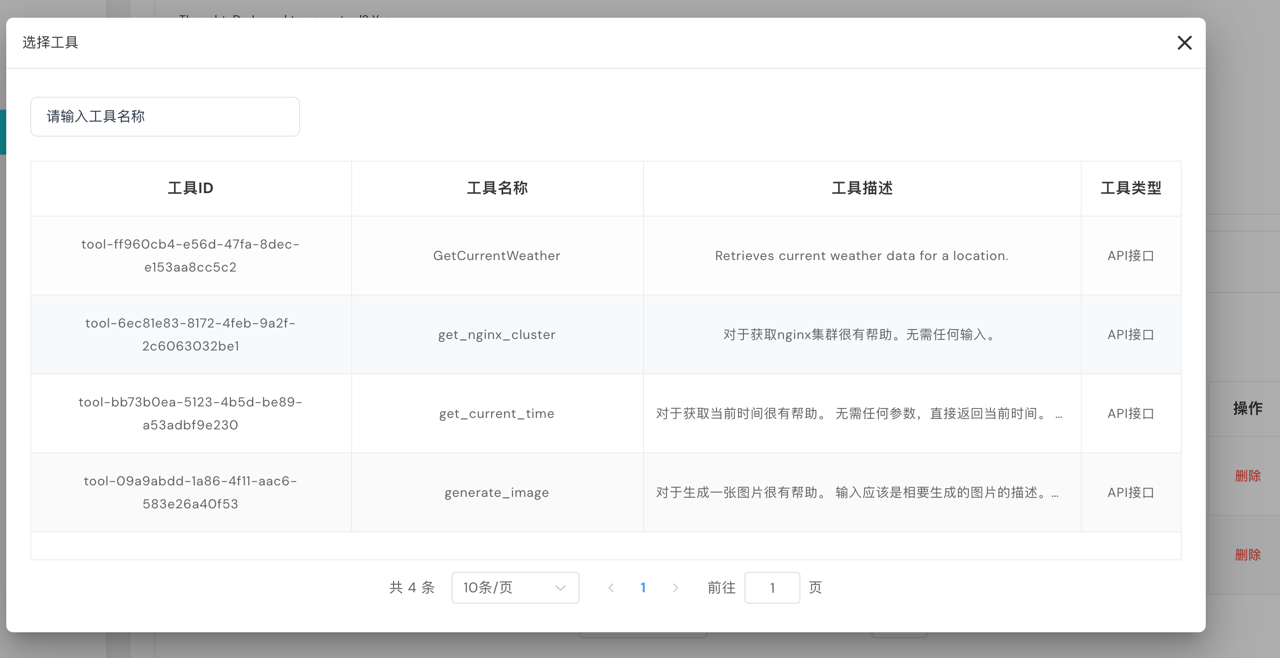 选择工具
请输入工具名称
工具ID 工具名称 工具描述 工具类型
tool-ff960cb4-e56d-47fa-8dec-
e153aa8cc5c2
GetCurrentWeather
Retrieves current weather data for a location.
API接口
tool-6ec81e83-8172-4feb-9a2f-
2c6063032be1
get_nginx_cluster
对于获取nginx集群很有帮助。无需任何输入。
API接口
tool-bb73b0ea-5123-4b5d-be89-
a53adbf9e230
get_current_time
对于获取当前时间很有帮助。 无需任何参数，直接返回当前时间。 ...
API接口
tool-09a9abdd-1a86-4f11-aac6-
583e26a40f53
generate_image
对于生成一张图片很有帮助。 输入应该是相要生成的图片的描述。...
API接口
共 4 条 10条/页 1 前往 1 页
操作
删除
删除